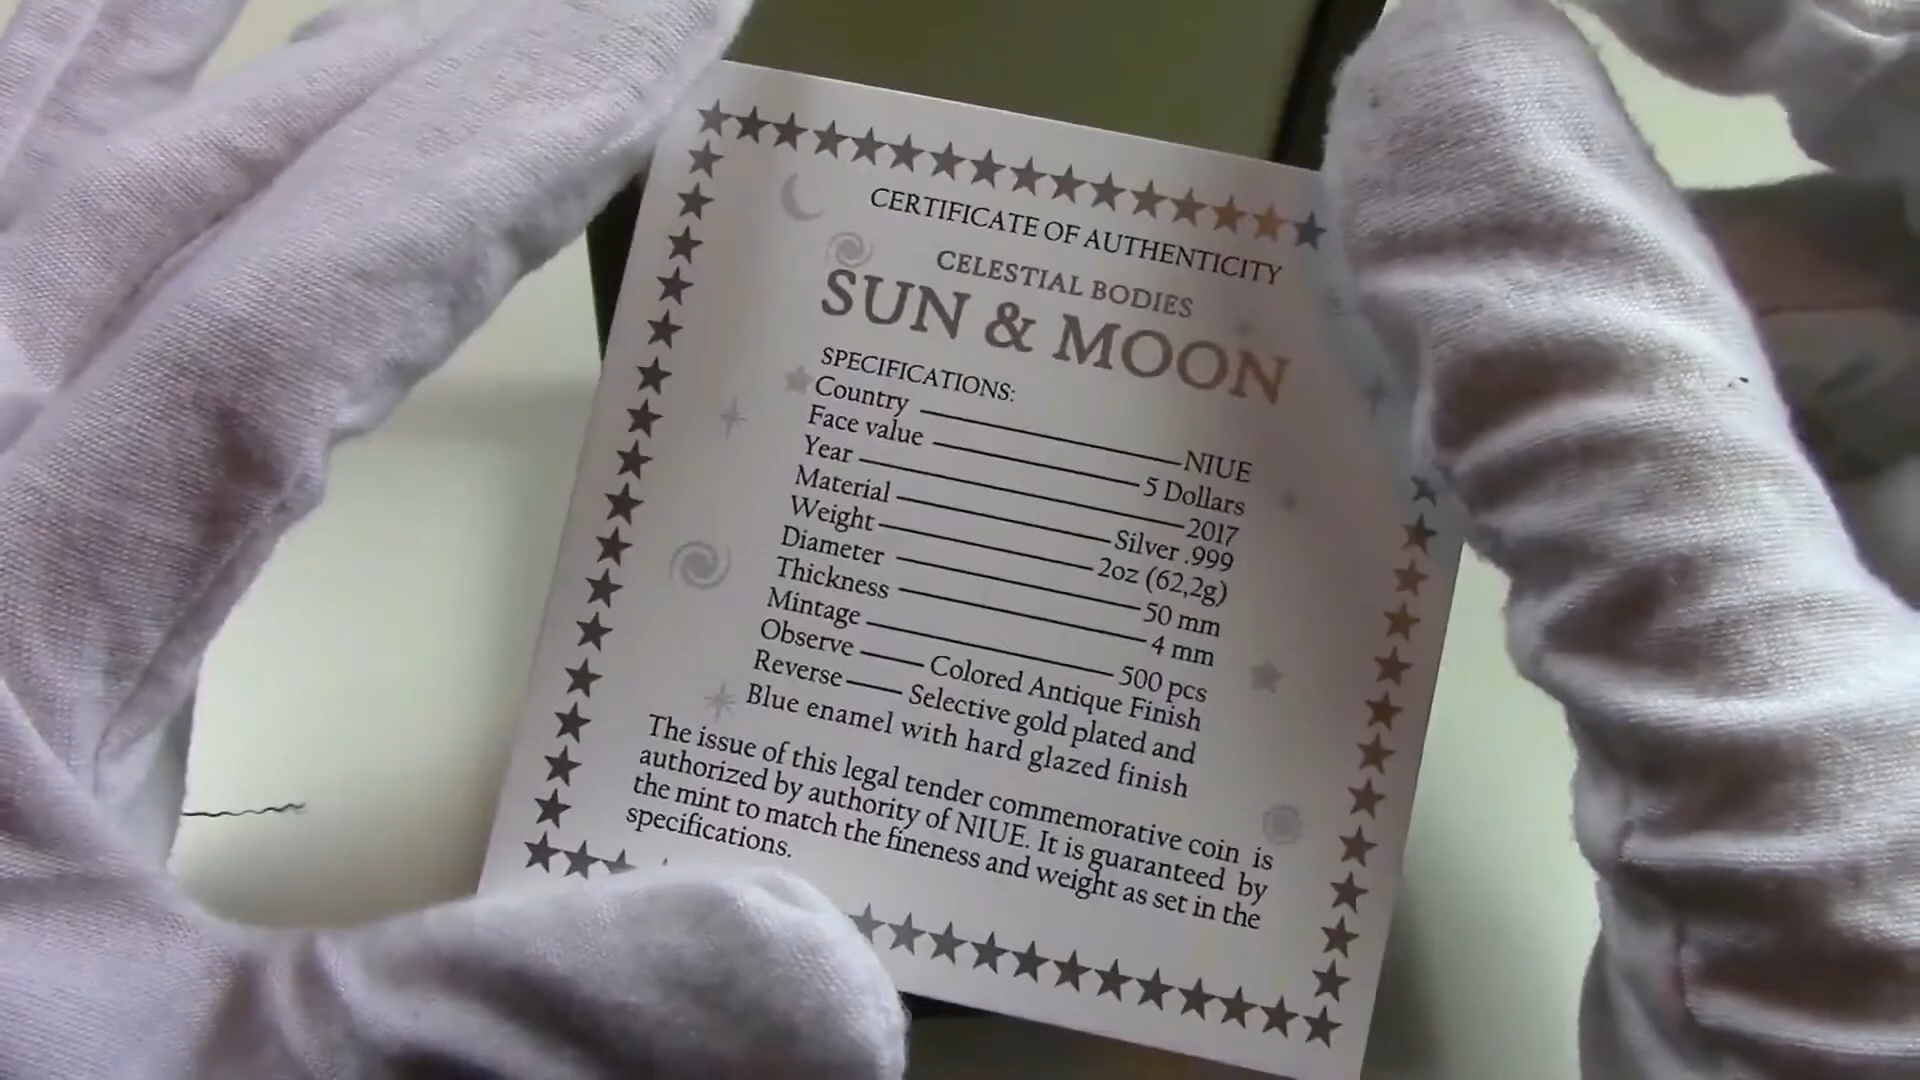 CERTIFICATE OF AUTHENTICITY
CELESTIAL BODIES
SUN & MOON
SPECIFICATIONS:
Country NIUE
Face value 5 Dollars
Year 2017
Material Silver .999
Weight 2oz (62,2g)
Diameter 50 mm
Thickness 4 mm
Mintage 500 pcs
Observe Colored Antique Finish
Reverse Selective gold plated and
Blue enamel with hard glazed finish
The issue of this legal tender commemorative coin is
authorized by authority of NIUE. It is guaranteed by
the mint to match the fineness and weight as set in the
specifications.